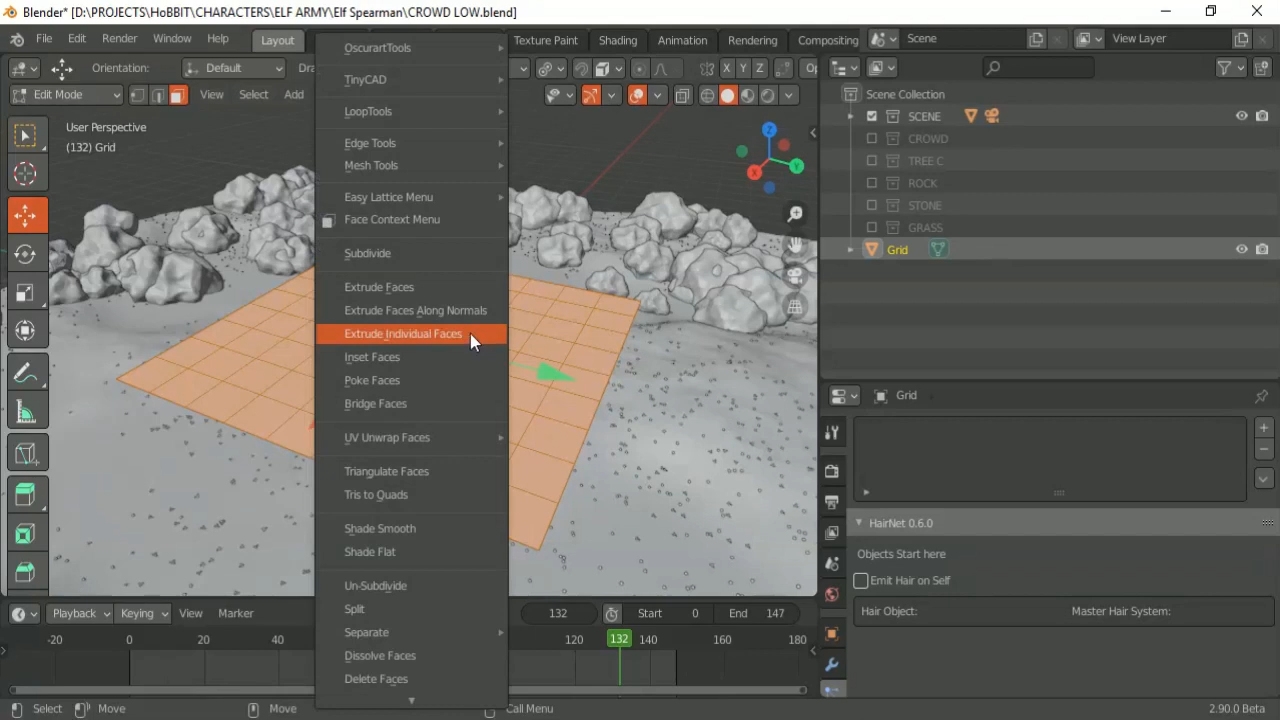 Blender* [D:\PROJECTS\HoBBIT\CHARACTERS\ELF ARMY\Elf Spearman\CROWD LOW.blend]
File Edit Render Window Help Layout Texture Paint Shading Animation Rendering Compositing Scene View Layer
Orientation: Default Dra Op
Edit Mode View Select Add
X Y Z
User Perspective
(132) Grid
Z
Y
X
OscurartTools
TinyCAD
LoopTools
Edge Tools
Mesh Tools
Easy Lattice Menu
Face Context Menu
Subdivide
Extrude Faces
Extrude Faces Along Normals
Extrude Individual Faces
Inset Faces
Poke Faces
Bridge Faces
UV Unwrap Faces
Triangulate Faces
Tris to Quads
Shade Smooth
Shade Flat
Un-Subdivide
Split
Separate
Dissolve Faces
Delete Faces
Scene Collection
SCENE
CROWD
TREE C
ROCK
STONE
GRASS
Grid
Grid
HairNet 0.6.0
Objects Start here
Emit Hair on Self
Hair Object: Master Hair System:
Playback Keying View Marker 132 Start 0 End 147
-20 0 20 40 120 132 140 160 180
Select Move Move Call Menu 2.90.0 Beta